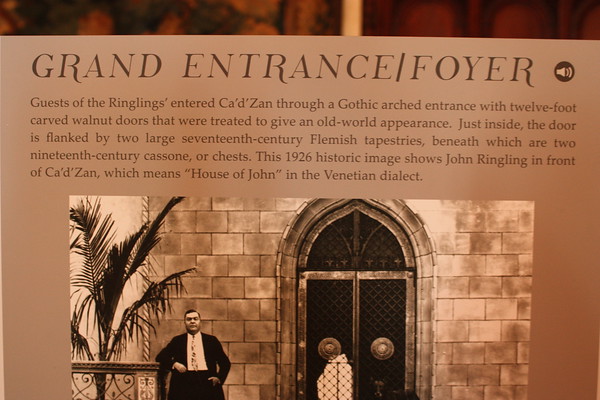 GRAND ENTRANCE/FOYER
Guests of the Ringlings' entered Ca'd'Zan through a Gothic arched entrance with twelve-foot
carved walnut doors that were treated to give an old-world appearance. Just inside, the door
is flanked by two large seventeenth-century Flemish tapestries, beneath which are two
nineteenth-century cassone, or chests. This 1926 historic image shows John Ringling in front
of Ca'd'Zan, which means "House of John" in the Venetian dialect.